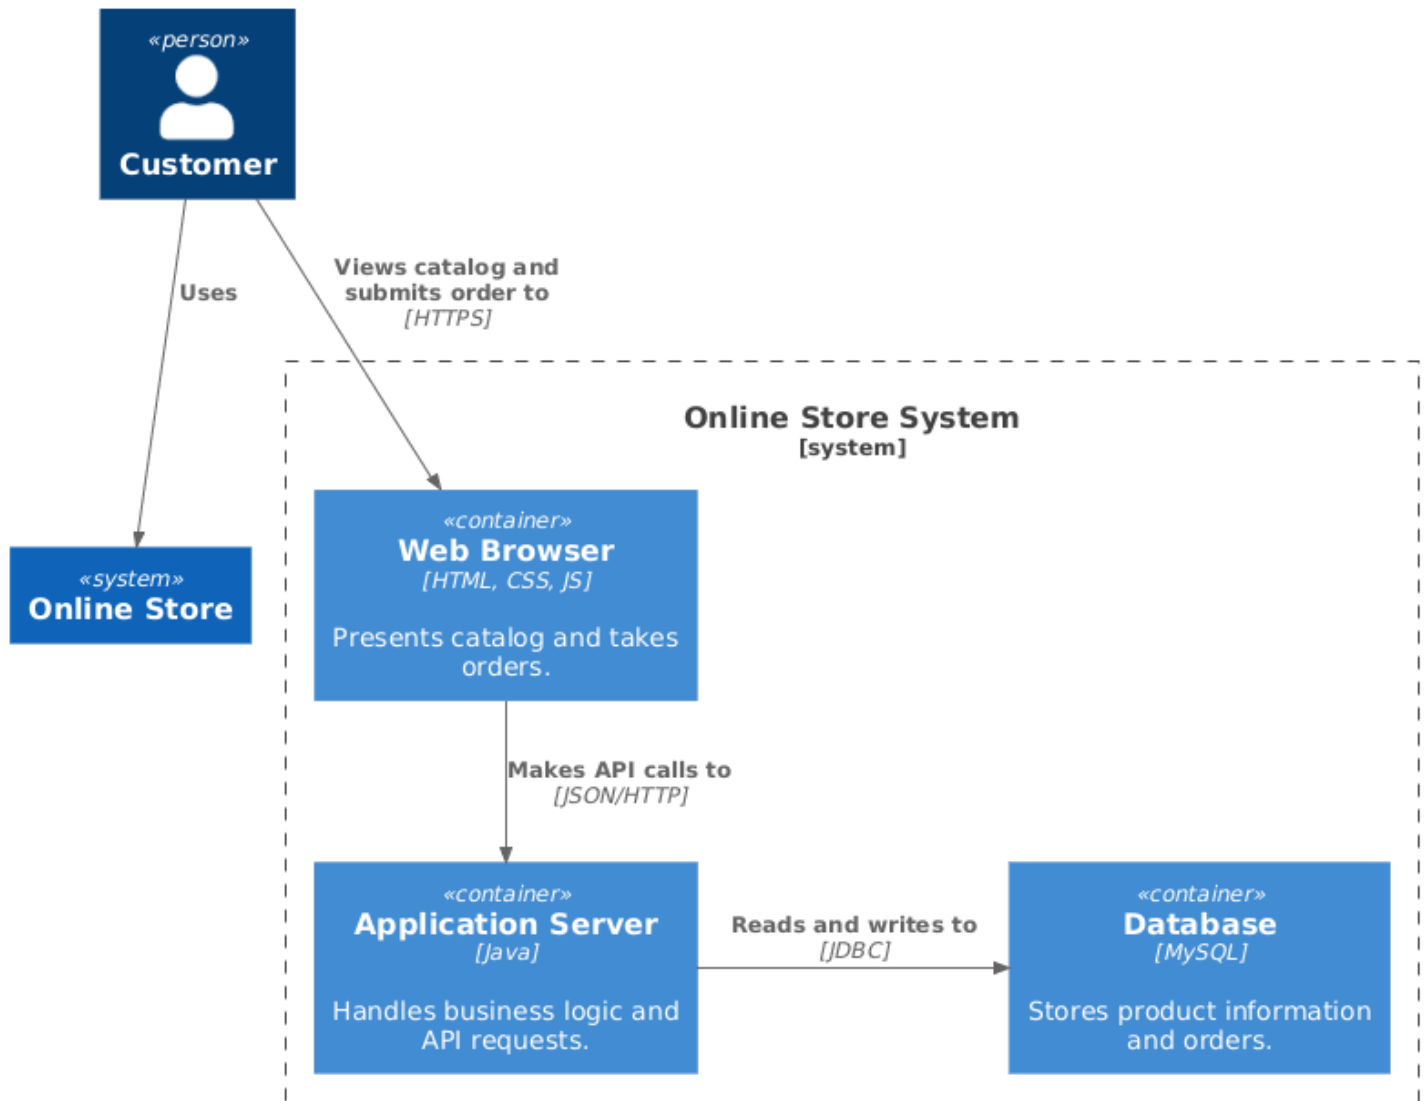 «person»
Customer
Uses
Views catalog and
submits order to
[HTTPS]
Online Store System
[system]
«system»
Online Store
«container»
Web Browser
[HTML, CSS, JS]
Presents catalog and takes
orders.
Makes API calls to
[JSON/HTTP]
«container»
Application Server
[Java]
Handles business logic and
API requests.
Reads and writes to
[JDBC]
«container»
Database
[MySQL]
Stores product information
and orders.